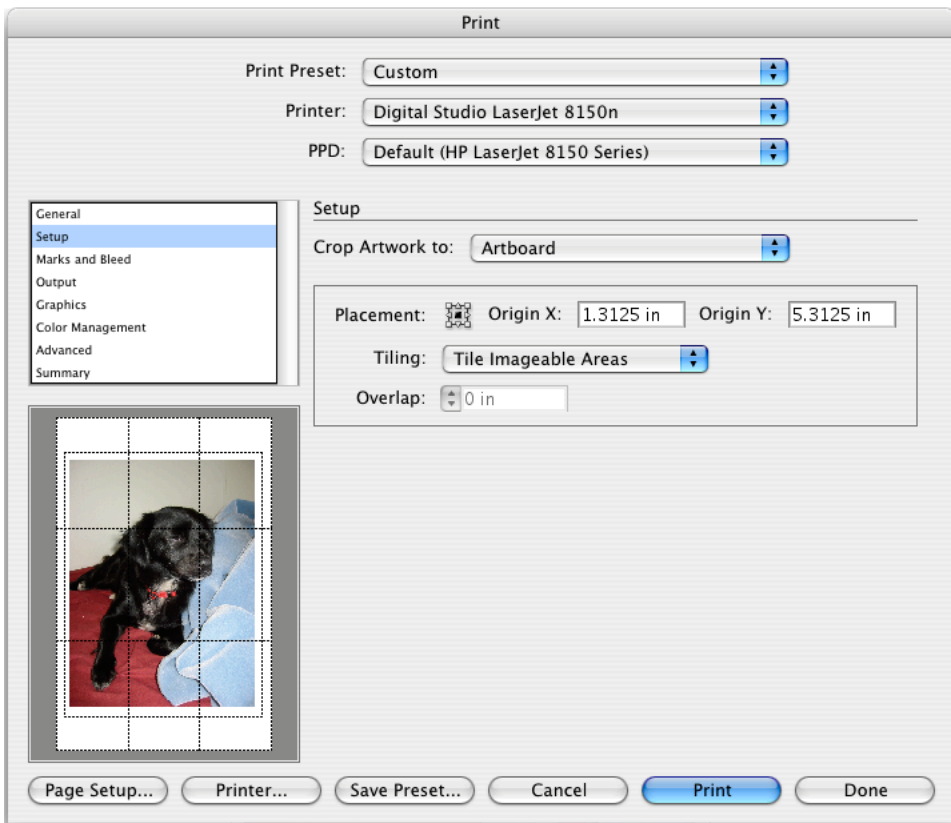 Print
Print Preset: Custom
Printer: Digital Studio LaserJet 8150n
PPD: Default (HP LaserJet 8150 Series)
General
Setup
Marks and Bleed
Output
Graphics
Color Management
Advanced
Summary
Setup
Crop Artwork to: Artboard
Placement: Origin X: 1.3125 in Origin Y: 5.3125 in
Tiling: Tile Imageable Areas
Overlap: 0 in
Page Setup... Printer... Save Preset... Cancel Print Done